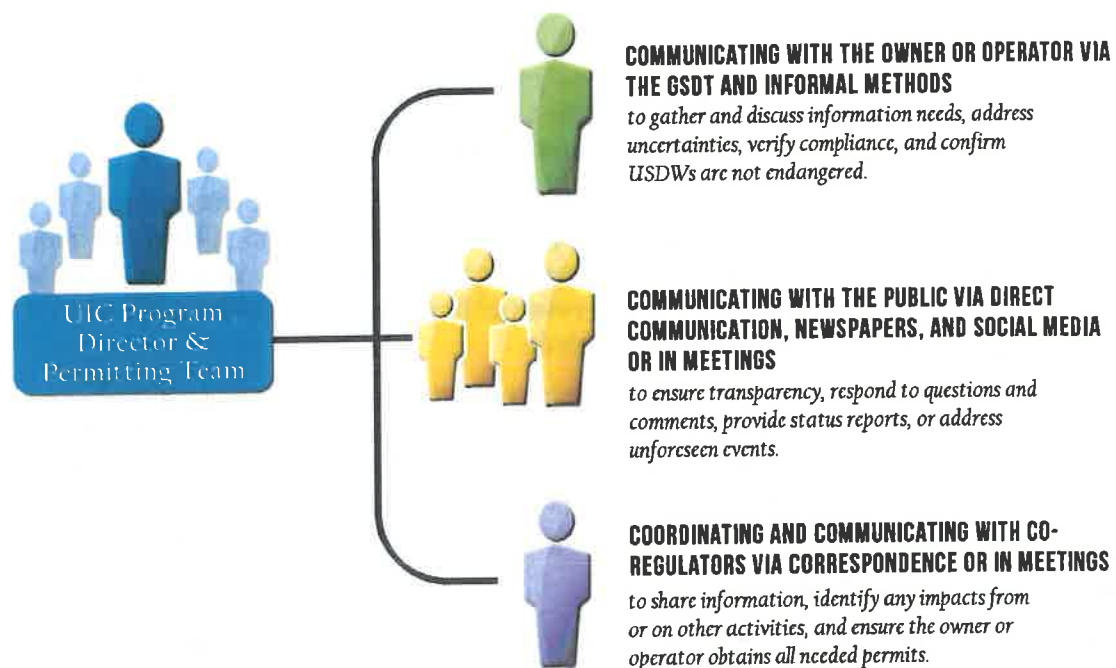 UIC Program
Director &
Permitting Team
COMMUNICATING WITH THE OWNER OR OPERATOR VIA
THE GSDT AND INFORMAL METHODS
to gather and discuss information needs, address
uncertainties, verify compliance, and confirm
USDWs are not endangered.
COMMUNICATING WITH THE PUBLIC VIA DIRECT
COMMUNICATION, NEWSPAPERS, AND SOCIAL MEDIA
OR IN MEETINGS
to ensure transparency, respond to questions and
comments, provide status reports, or address
unforeseen events.
COORDINATING AND COMMUNICATING WITH CO-
REGULATORS VIA CORRESPONDENCE OR IN MEETINGS
to share information, identify any impacts from
or on other activities, and ensure the owner or
operator obtains all needed permits.